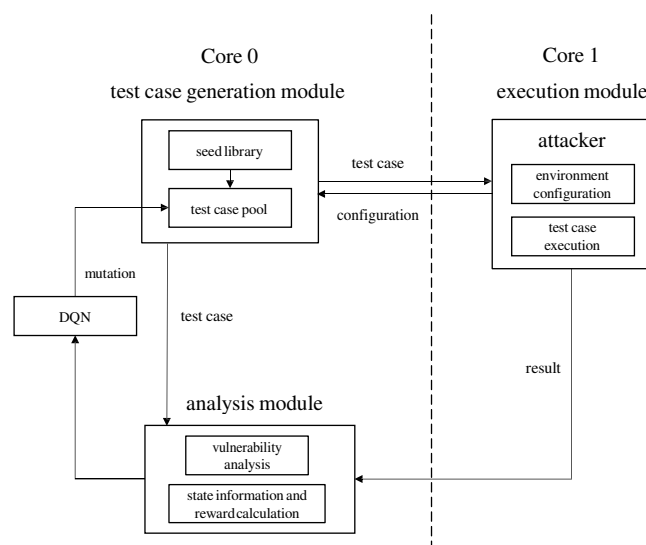 Core 0
test case generation module
seed library
test case pool
Core 1
execution module
attacker
environment
configuration
test case
execution
test case
configuration
mutation
DQN
test case
result
analysis module
vulnerability
analysis
state information and
reward calculation